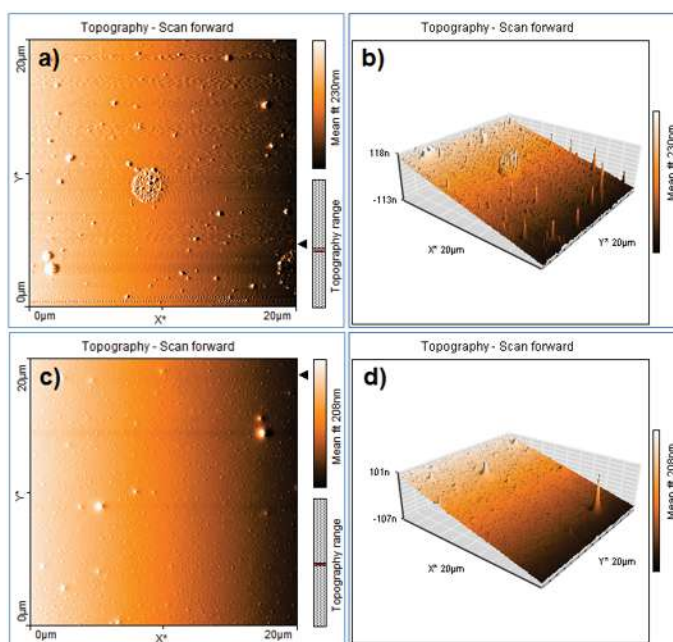 Topography - Scan forward
a)
20µm
Y*
0µm
0µm
X*
20µm
Mean fit 230nm
Topography range
Topography - Scan forward
b)
118n
-113n
X* 20µm
Y* 20µm
Mean fit 230nm
Topography - Scan forward
c)
20µm
Y*
0µm
0µm
X*
20µm
Mean fit 208nm
Topography range
Topography - Scan forward
d)
101n
-107n
X* 20µm
Y* 20µm
Mean fit 208nm